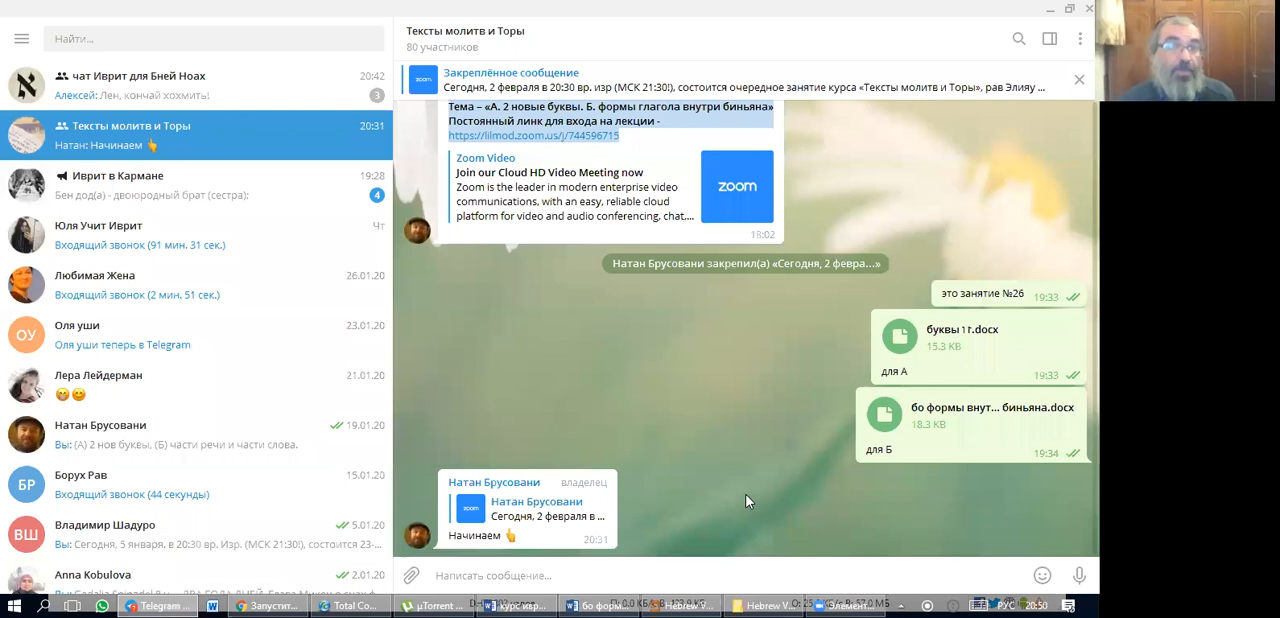 Найти...
чат Иврит для Бней Ноах 20:42
Алексей: Лен, кончай хохмить! 3
Тексты молитв и Торы 20:31
Натан: Начинаем
Иврит в Кармане 19:28
Бен дод(а) - двоюродный брат (сестра); 4
Юля Учит Иврит Чт
Входящий звонок (91 мин. 31 сек.)
Любимая Жена 26.01.20
Входящий звонок (2 мин. 51 сек.)
ОУ
Оля уши 23.01.20
Оля уши теперь в Telegram
Лера Лейдерман 21.01.20
Натан Брусовани 19.01.20
Вы: (А) 2 нов буквы, (Б) части речи и части слова.
БР
Борух Рав 15.01.20
Входящий звонок (44 секунды)
ВШ
Владимир Шадуро 5.01.20
Вы: Сегодня, 5 января, в 20:30 вр. Изр. (МСК 21:30!), состоится 23-...
Anna Kobulova 2.01.20
Тексты молитв и Торы
80 участников
zoom
Закреплённое сообщение
Сегодня, 2 февраля в 20:30 вр. изр (МСК 21:30!), состоится очередное занятие курса «Тексты молитв и Торы», рав Элияу ...
Тема – «А. 2 новые буквы. Б. формы глагола внутри биньяна»
Постоянный линк для входа на лекции -
https://lilmod.zoom.us/j/744596715
Zoom Video
Join our Cloud HD Video Meeting now
Zoom is the leader in modern enterprise video
communications, with an easy, reliable cloud
platform for video and audio conferencing, chat,...
zoom
18:02
Натан Брусовани закрепил(а) «Сегодня, 2 февра...»
это занятие №26 19:33
15.3 KB
для А 19:33
бо формы внут... биньяна.docx
18.3 KB
для Б 19:34
Натан Брусовани владелец
zoom
Натан Брусовани
Сегодня, 2 февраля в ...
Начинаем 20:31
Написать сообщение...
Telegram ...
Запустит...
Total Co...
µTorrent ...
курс ивр...
бо форм...
Hebrew V...
Hebrew V...
Элемент...
РУС
20:50